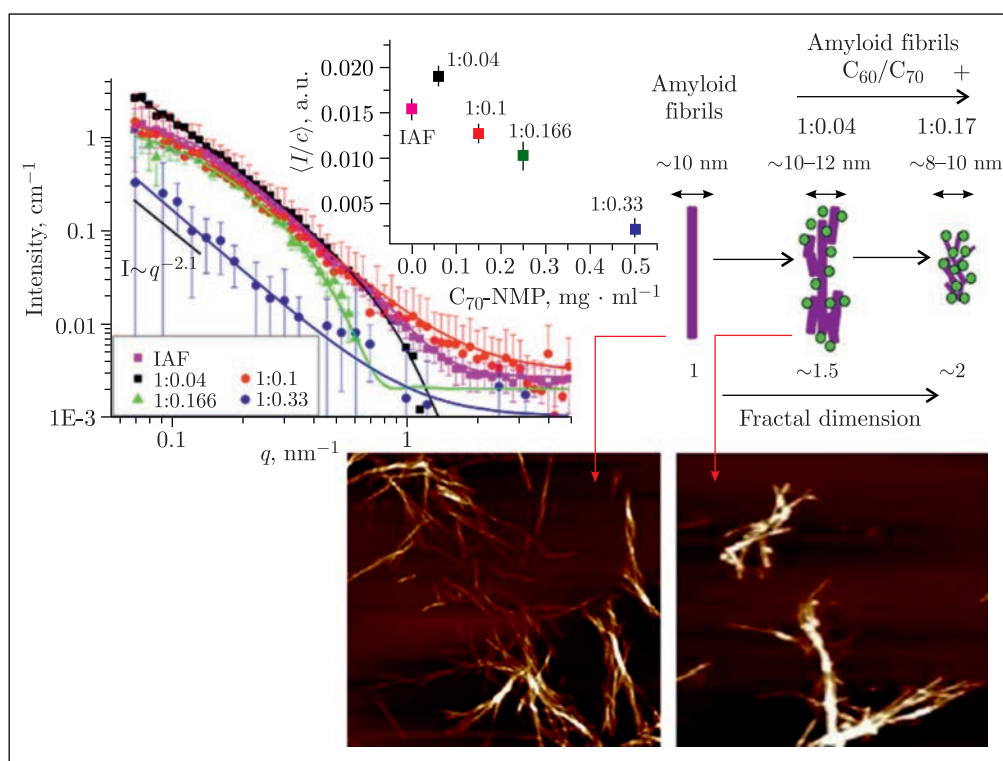 Intensity, cm⁻¹
1
0.1
0.01
1E-3
0.1
1
q, nm⁻¹
I∼q⁻²·¹
IAF
1:0.04
1:0.1
1:0.166
1:0.33
⟨I/c⟩, a. u.
0.020
0.015
0.010
0.005
0.0
0.1
0.2
0.3
0.4
0.5
C₇₀-NMP, mg · ml⁻¹
1:0.04
IAF
1:0.1
1:0.166
1:0.33
Amyloid
fibrils
Amyloid fibrils
C₆₀/C₇₀ +
1:0.04
1:0.17
∼10 nm
∼10–12 nm
∼8–10 nm
1
∼1.5
∼2
Fractal dimension